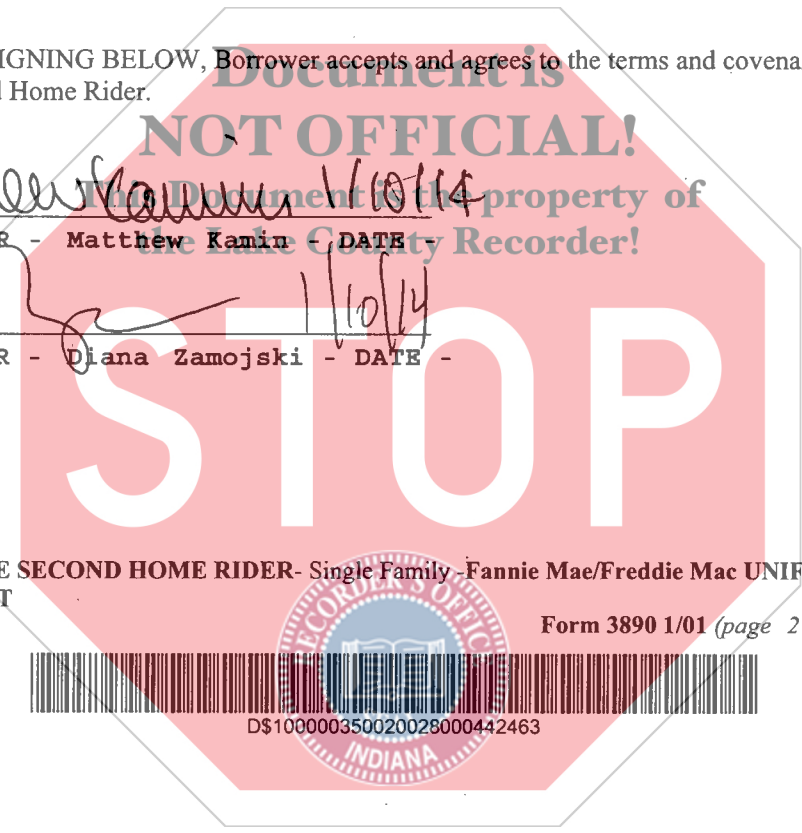 IGNING BELOW, Borrower accepts and agrees to the terms and covena
d Home Rider.
Document is
NOT OFFICIAL!
This Document is the property of
the Lake County Recorder!
1/10/14
R - Matthew Kamin - DATE -
1/10/14
R - Diana Zamojski - DATE -
STOP
E SECOND HOME RIDER- Single Family -Fannie Mae/Freddie Mac UNIF
T
Form 3890 1/01 (page 2
RECORDER'S OFFICE
D$100000350020028000442463
INDIANA